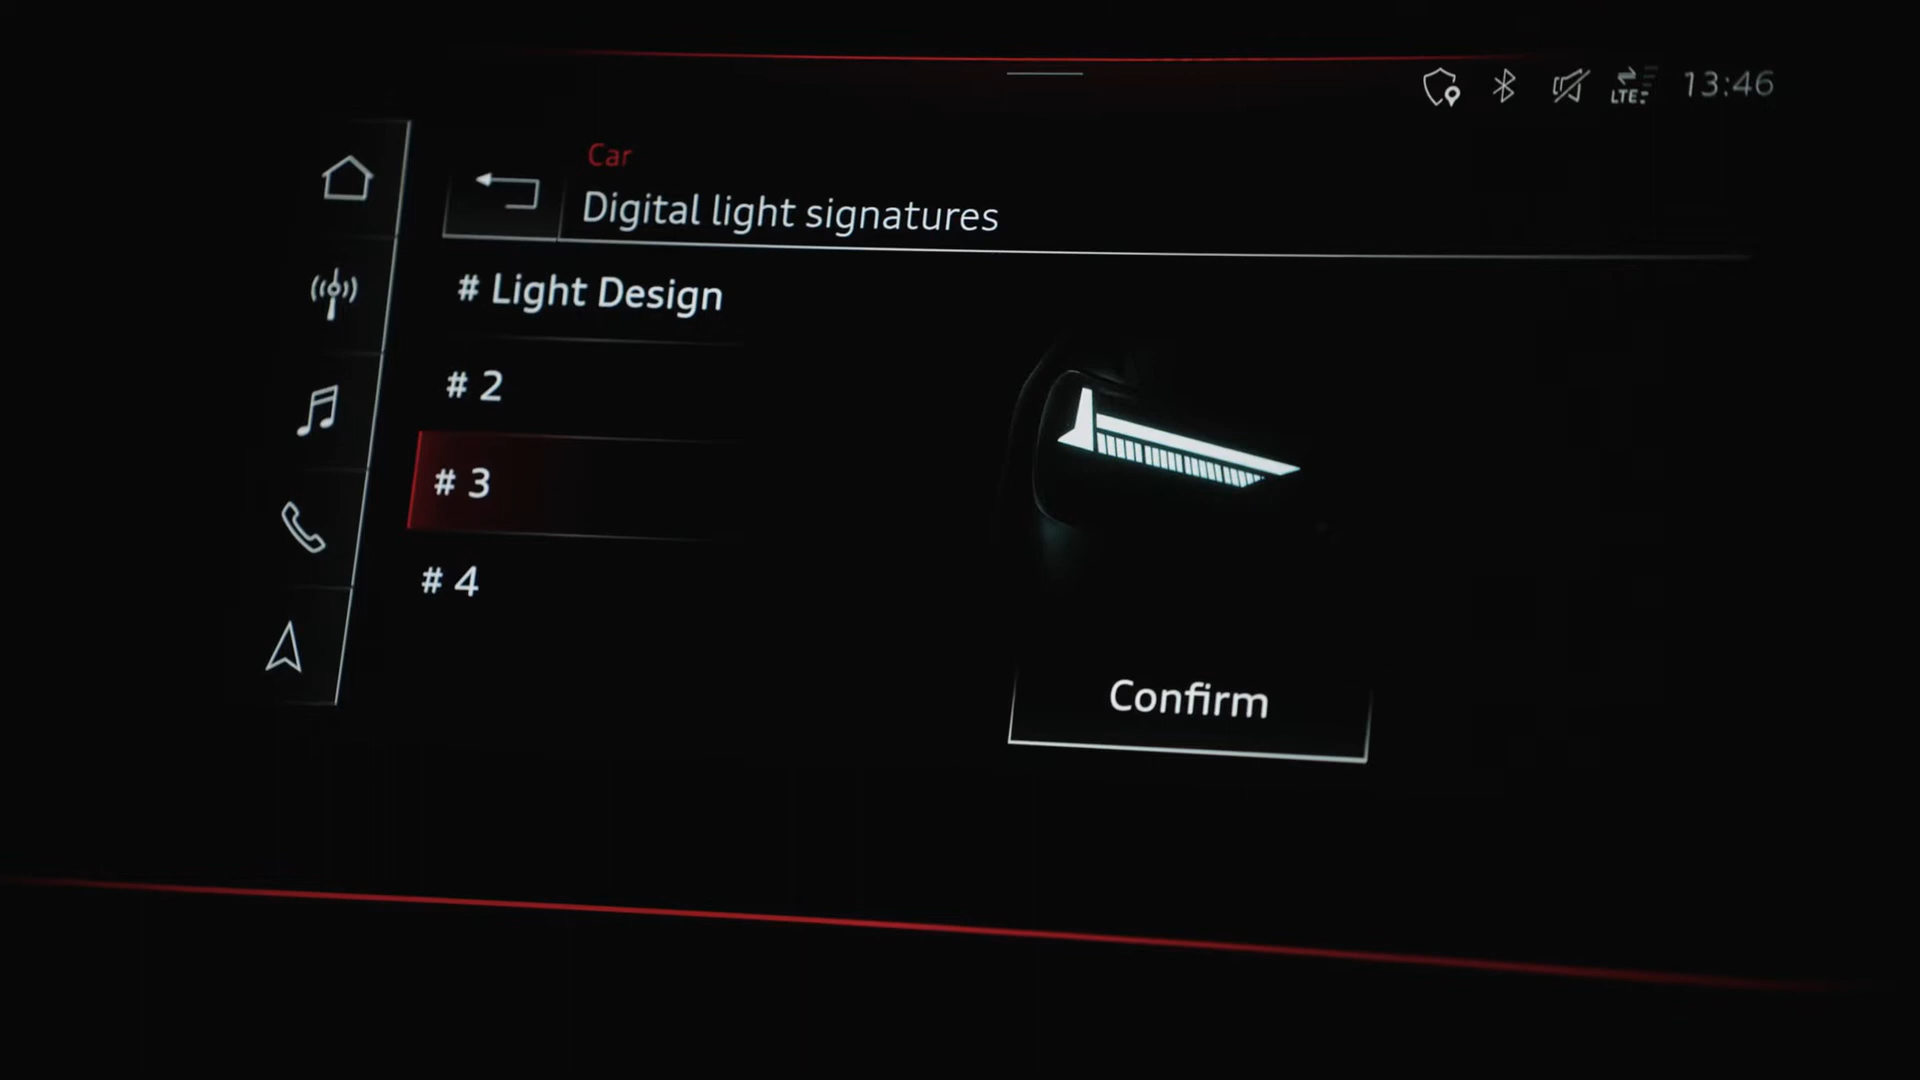 LTE
13:46
Car
Digital light signatures
# Light Design
# 2
# 3
# 4
Confirm